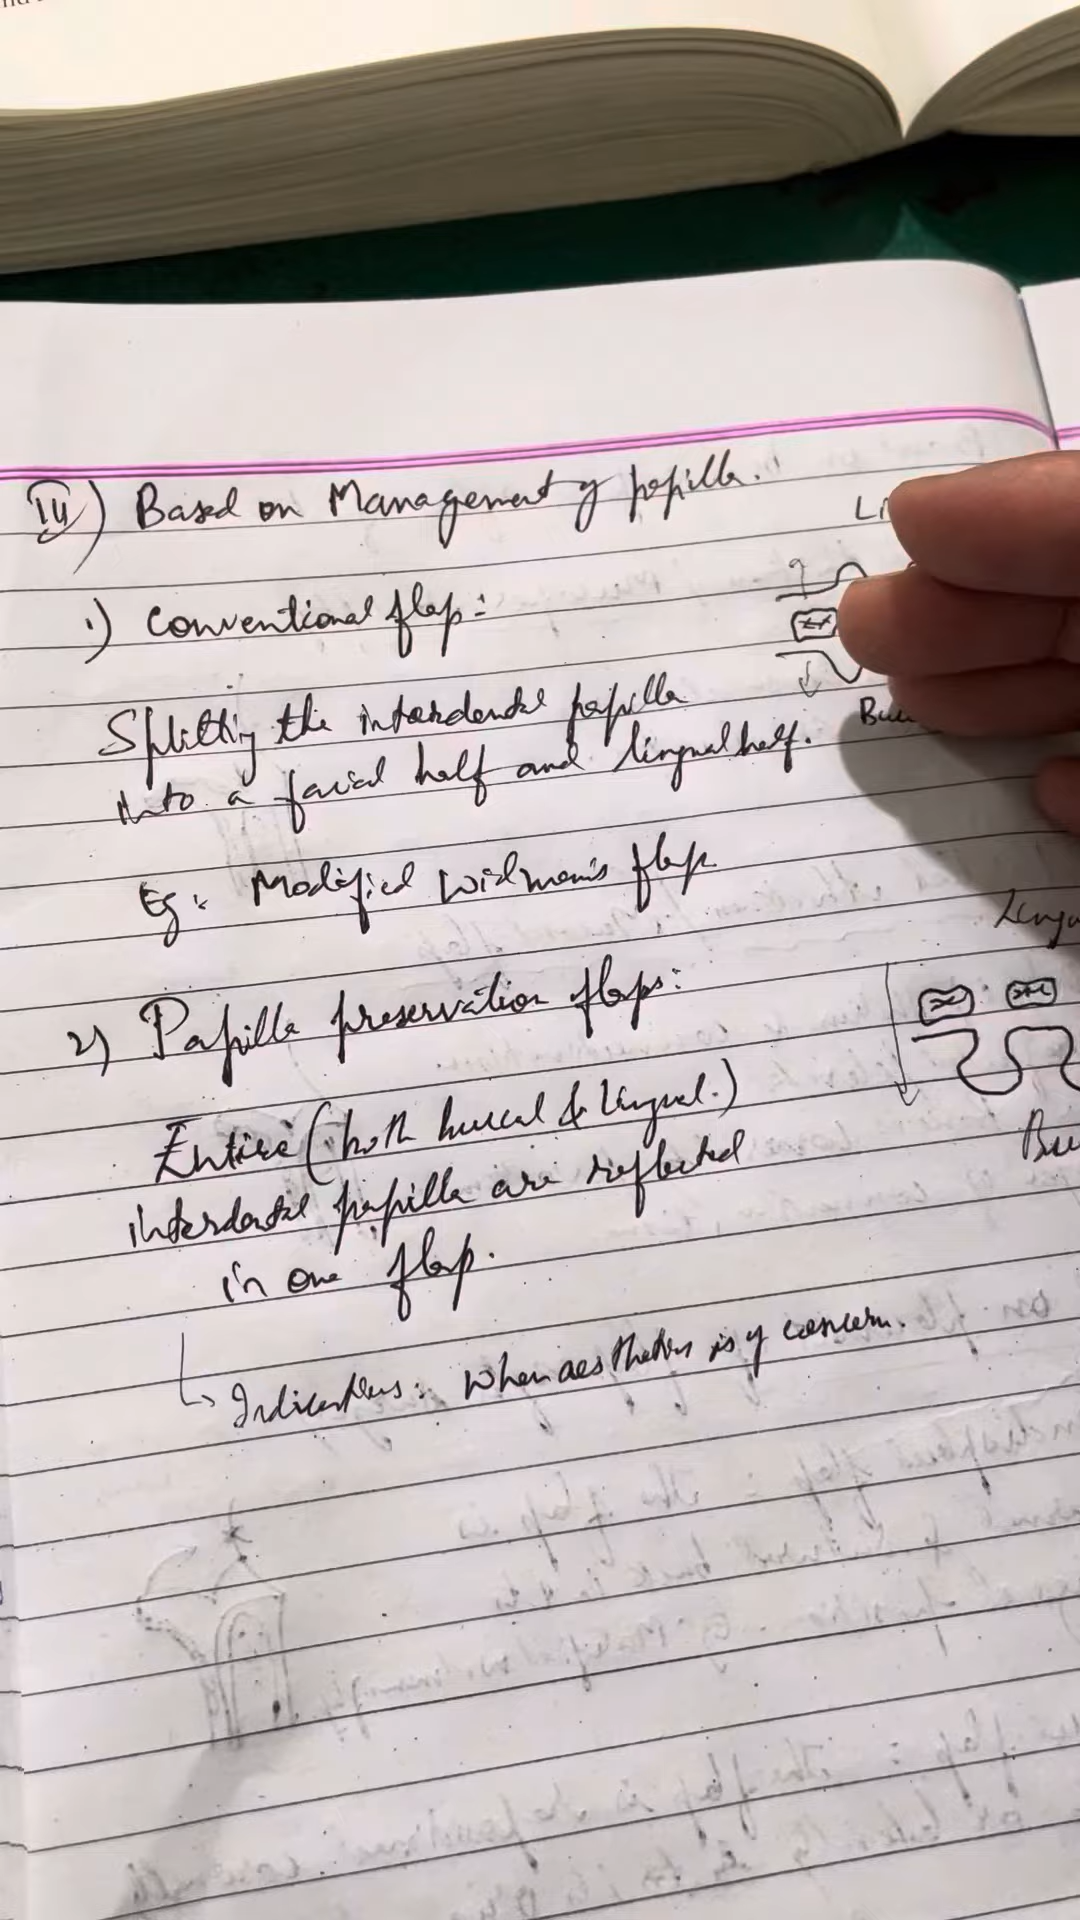 III) Based on Management of papilla.
1) Conventional flap:
Splitting the interdental papilla
into a facial half and lingual half.
Eg: Modified Widman's flap
2) Papilla preservation flaps:
Entire (both buccal & lingual.)
interdental papilla are reflected
in one flap.
Indications: When aesthetics is of concern.